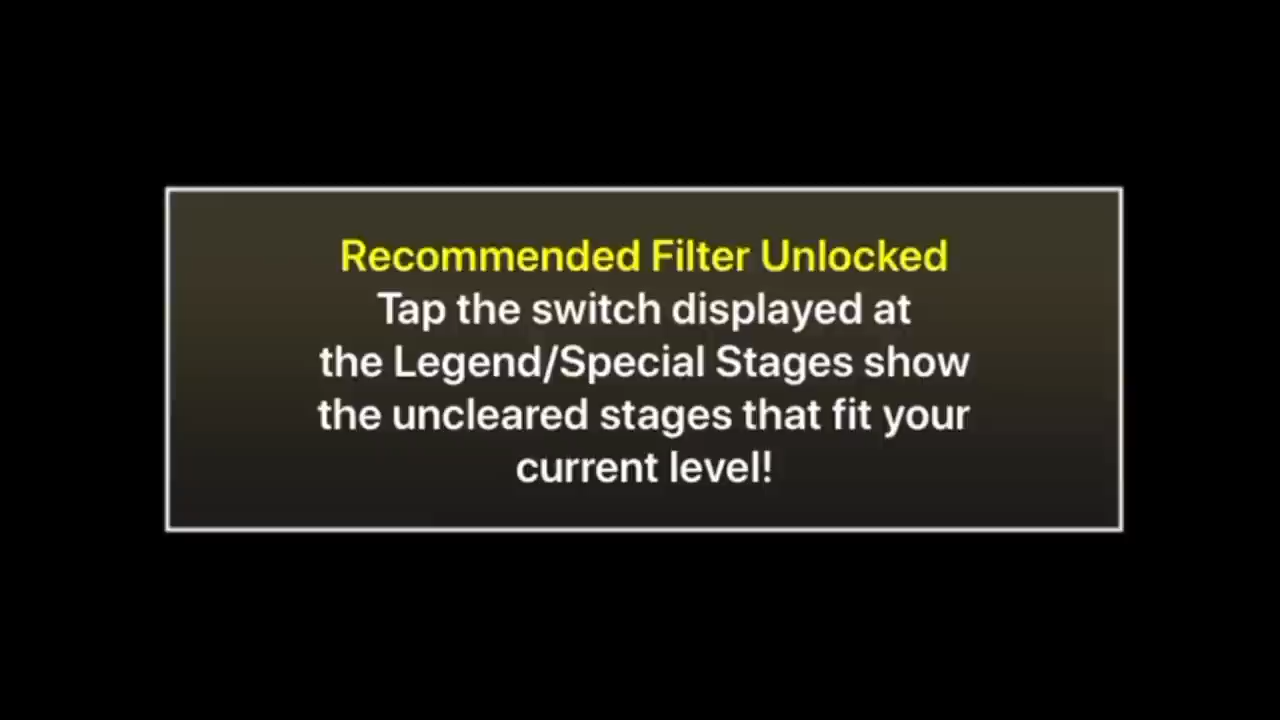 Recommended Filter Unlocked
Tap the switch displayed at
the Legend/Special Stages show
the uncleared stages that fit your
current level!